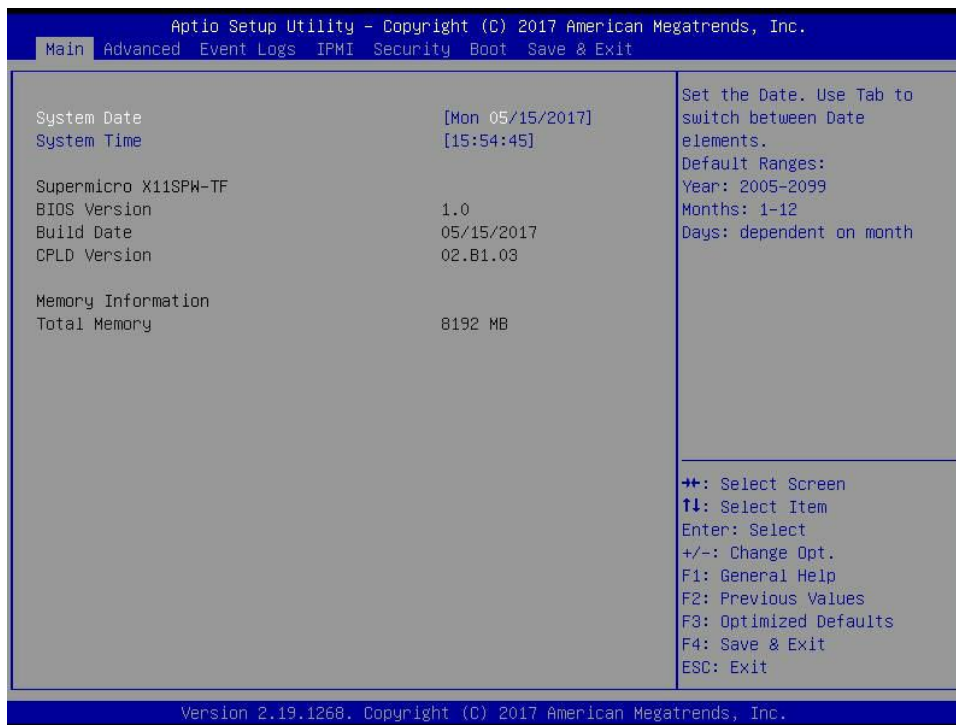 Aptio Setup Utility – Copyright (C) 2017 American Megatrends, Inc.
Main Advanced Event Logs IPMI Security Boot Save & Exit
System Date [Mon 05/15/2017]
System Time [15:54:45]
Supermicro X11SPW-TF
BIOS Version 1.0
Build Date 05/15/2017
CPLD Version 02.B1.03
Memory Information
Total Memory 8192 MB
Set the Date. Use Tab to
switch between Date
elements.
Default Ranges:
Year: 2005-2099
Months: 1-12
Days: dependent on month
→←: Select Screen
↑↓: Select Item
Enter: Select
+/-: Change Opt.
F1: General Help
F2: Previous Values
F3: Optimized Defaults
F4: Save & Exit
ESC: Exit
Version 2.19.1268. Copyright (C) 2017 American Megatrends, Inc.